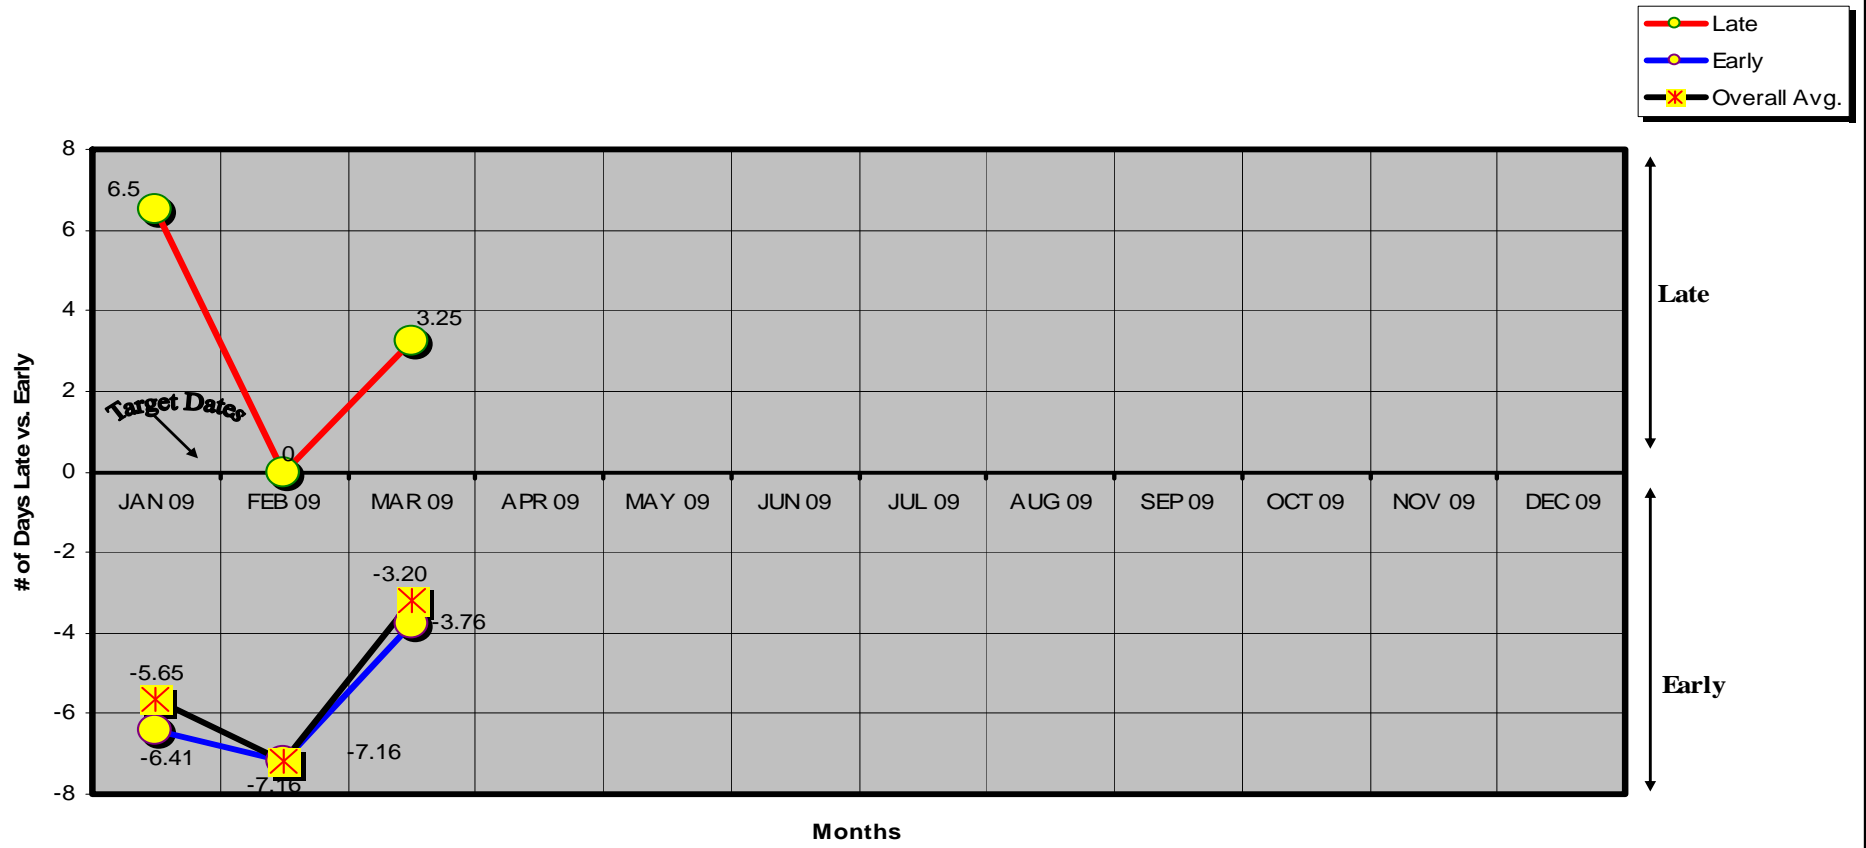 Late
Early
Overall Avg.
8
6.5
6
4
3.25
Late
# of Days Late vs. Early
2
Target Dates
0
0
JAN 09 FEB 09 MAR 09 APR 09 MAY 09 JUN 09 JUL 09 AUG 09 SEP 09 OCT 09 NOV 09 DEC 09
-2
-3.20
-3.76
-4
-5.65
Early
-6
-6.41
-7.16
-7.16
-8
Months